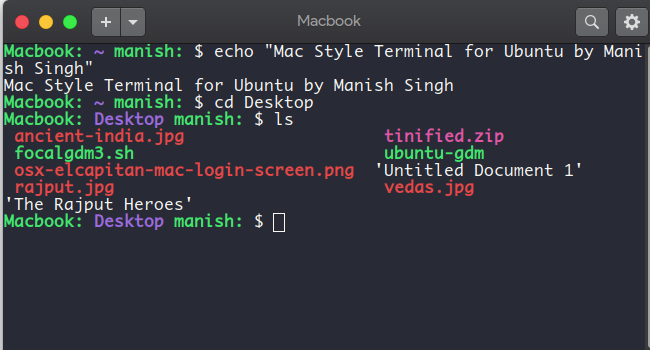 Macbook
Macbook: ~ manish: $ echo "Mac Style Terminal for Ubuntu by Mani
sh Singh"
Mac Style Terminal for Ubuntu by Manish Singh
Macbook: ~ manish: $ cd Desktop
Macbook: Desktop manish: $ ls
ancient-india.jpg tinified.zip
focalgdm3.sh ubuntu-gdm
osx-elcapitan-mac-login-screen.png 'Untitled Document 1'
rajput.jpg vedas.jpg
'The Rajput Heroes'
Macbook: Desktop manish: $